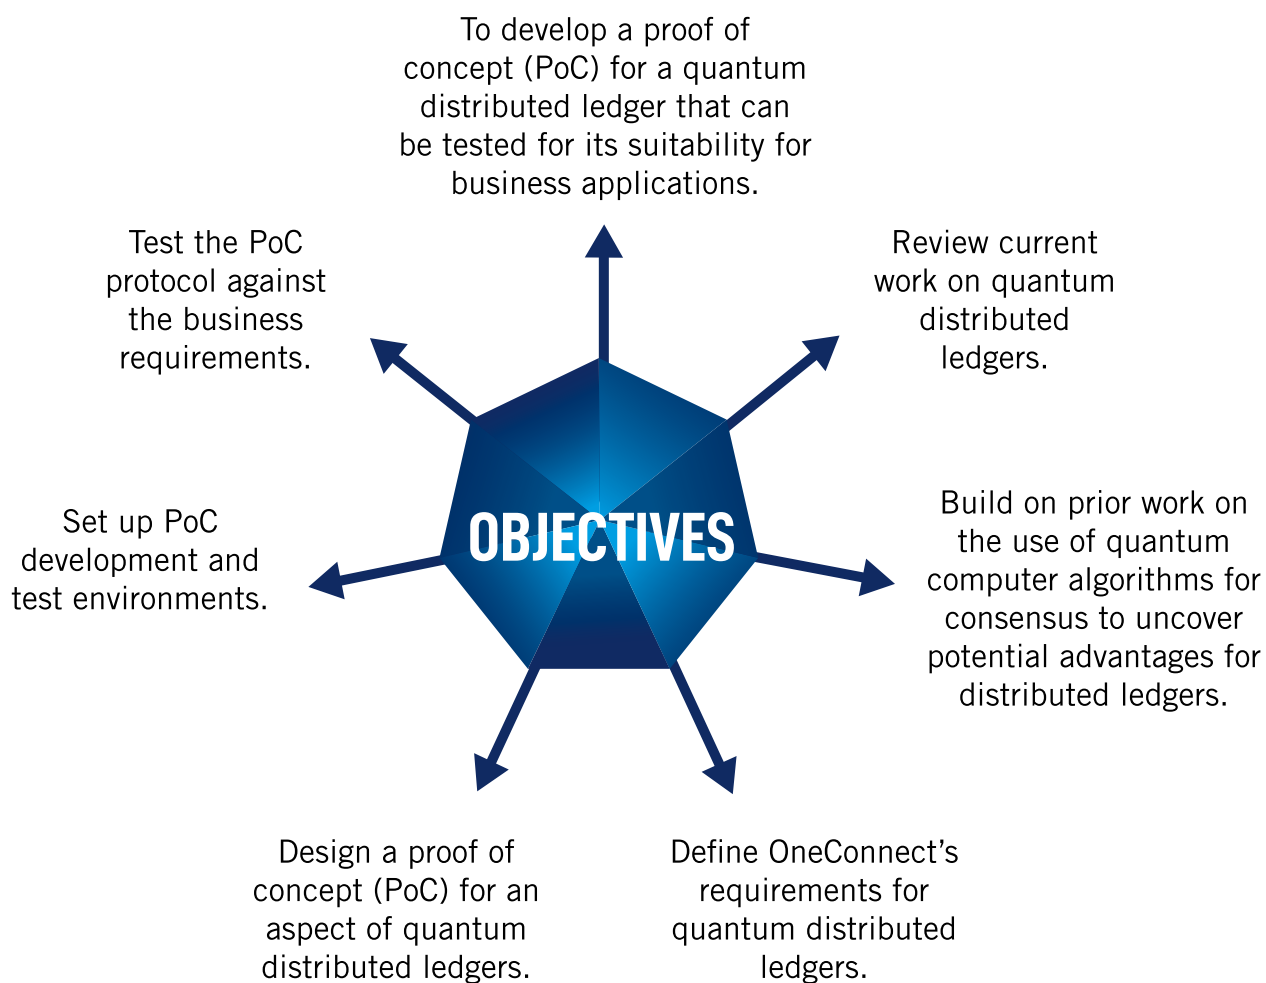 To develop a proof of
concept (PoC) for a quantum
distributed ledger that can
be tested for its suitability for
business applications.
Review current
work on quantum
distributed
ledgers.
Build on prior work on
the use of quantum
computer algorithms for
consensus to uncover
potential advantages for
distributed ledgers.
Define OneConnect’s
requirements for
quantum distributed
ledgers.
Design a proof of
concept (PoC) for an
aspect of quantum
distributed ledgers.
Set up PoC
development and
test environments.
Test the PoC
protocol against
the business
requirements.
OBJECTIVES